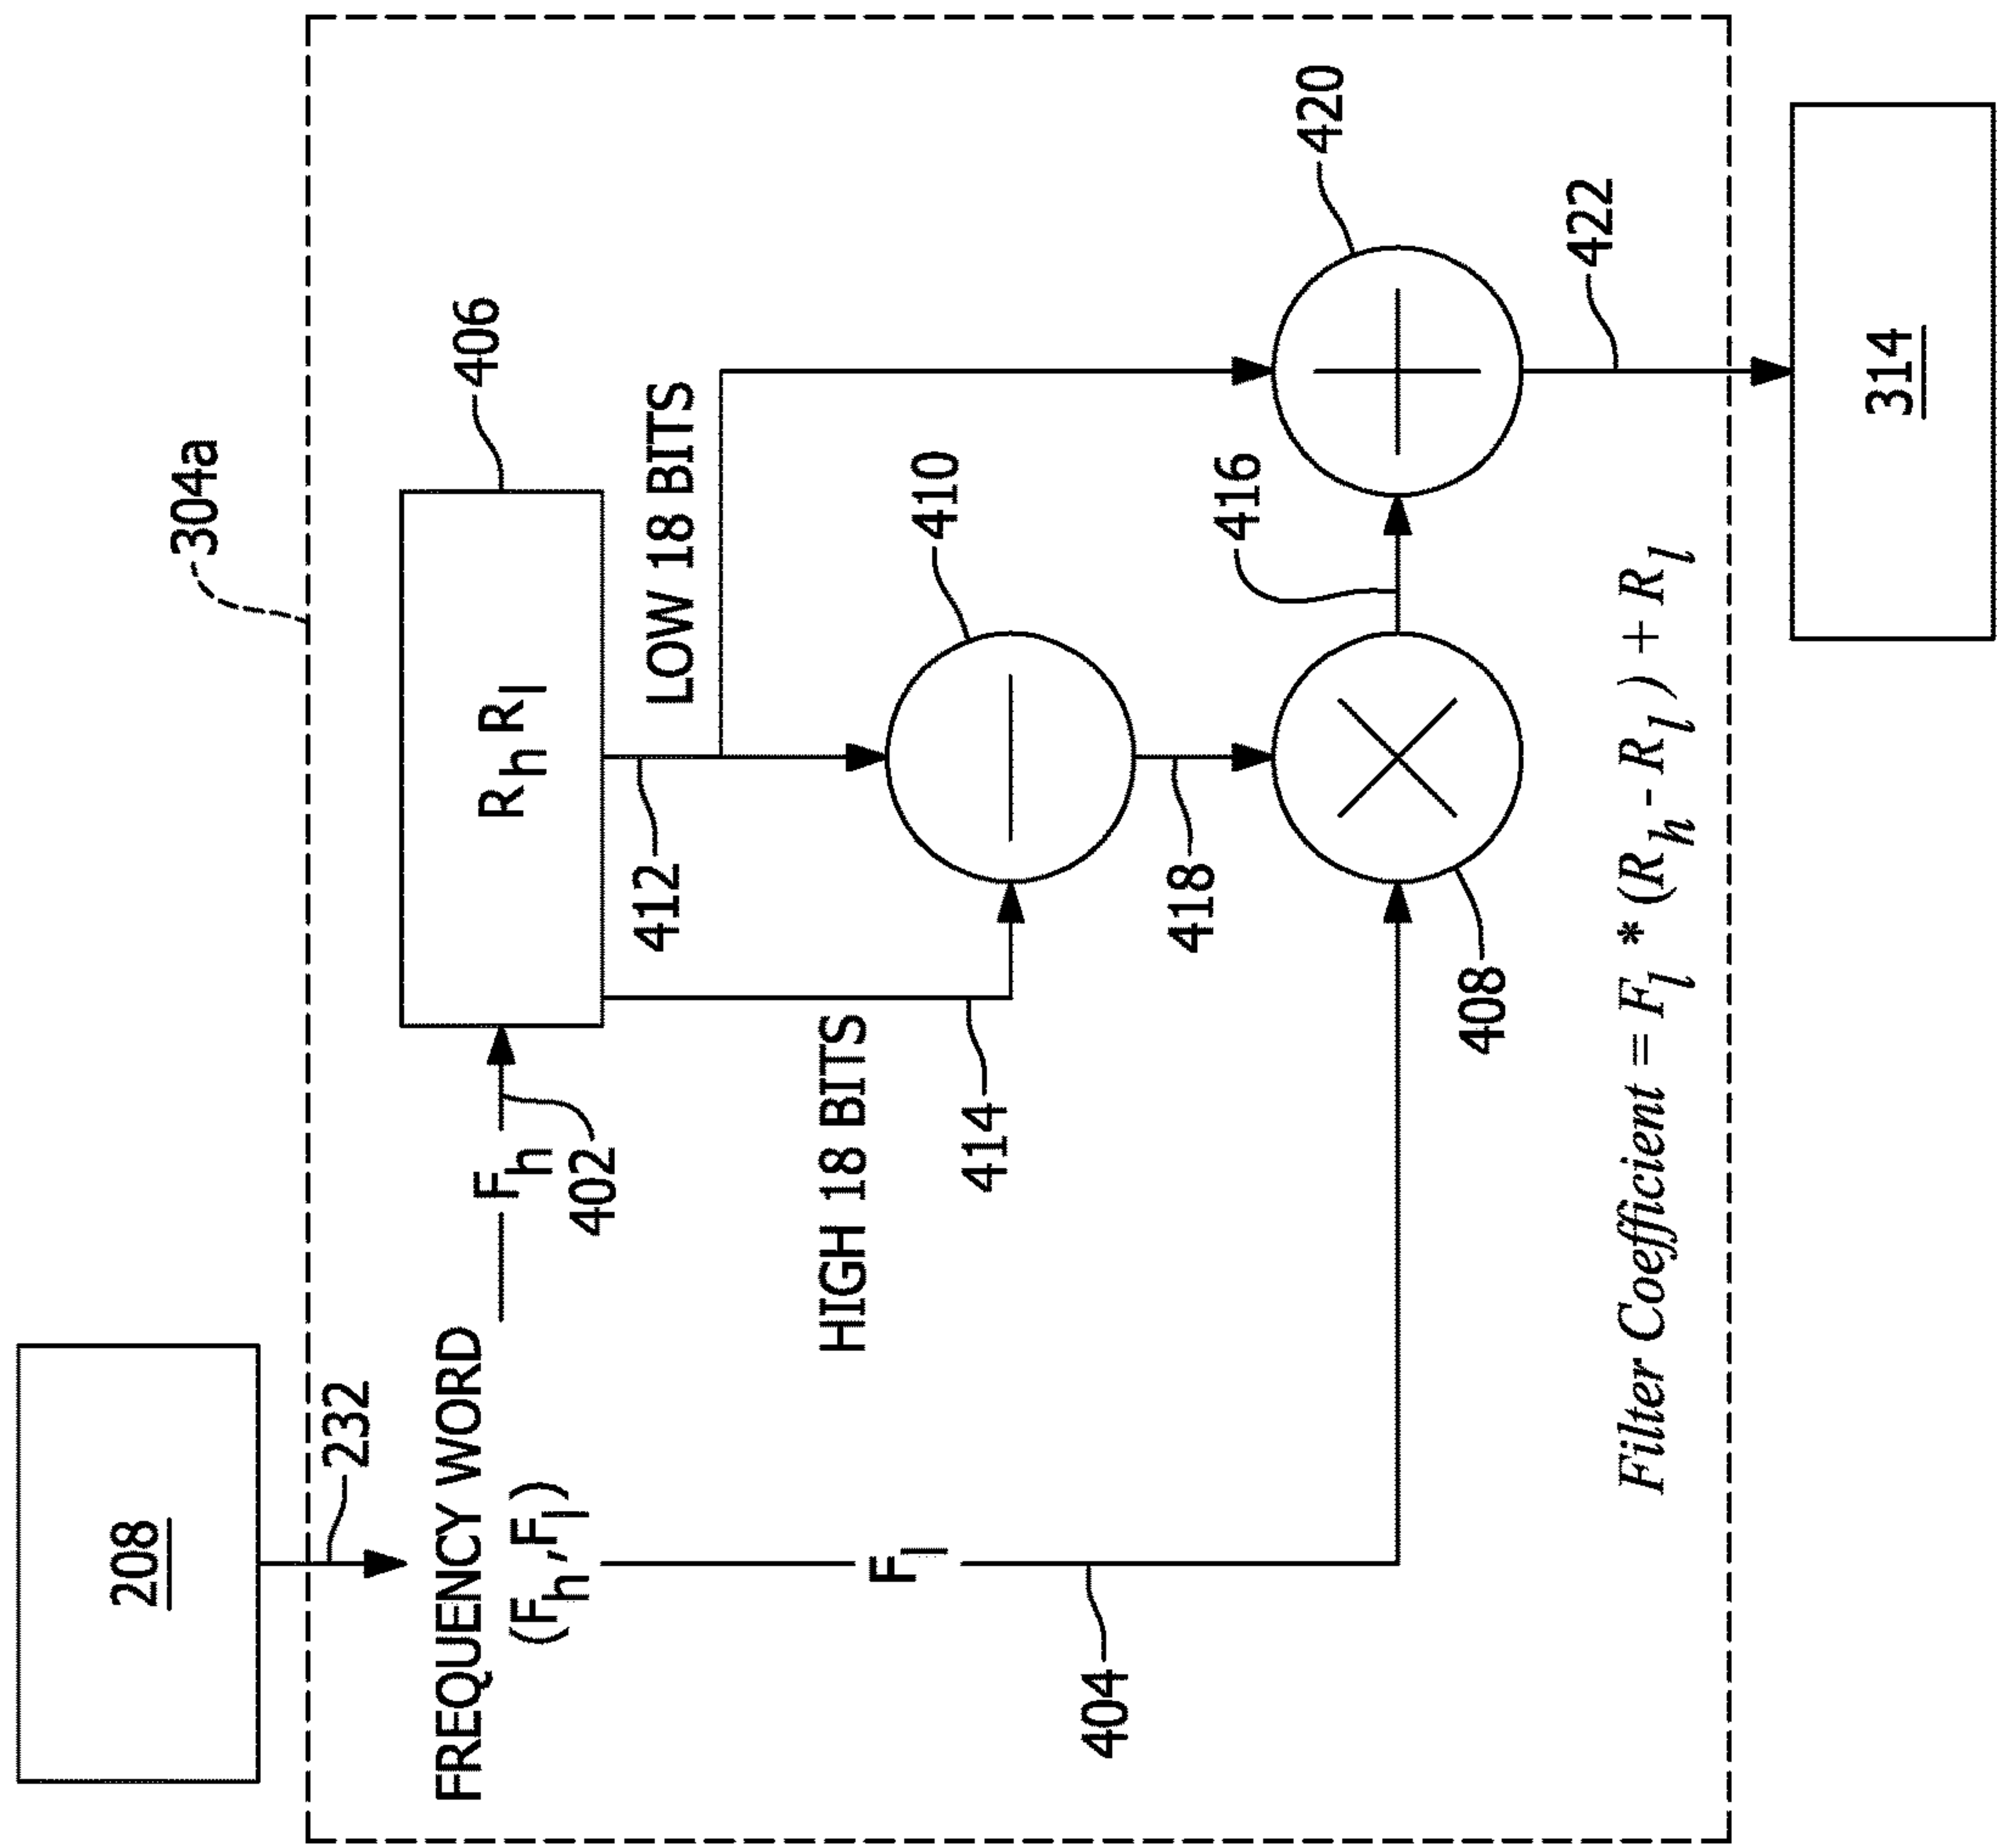 208
232
304a
FREQUENCY WORD
(Fh,Fl)
Fh
402
RhRl
406
412
LOW 18 BITS
HIGH 18 BITS
414
410
Fl
404
418
408
416
420
422
Filter Coefficient = Fl * (Rh - Rl) + Rl
314